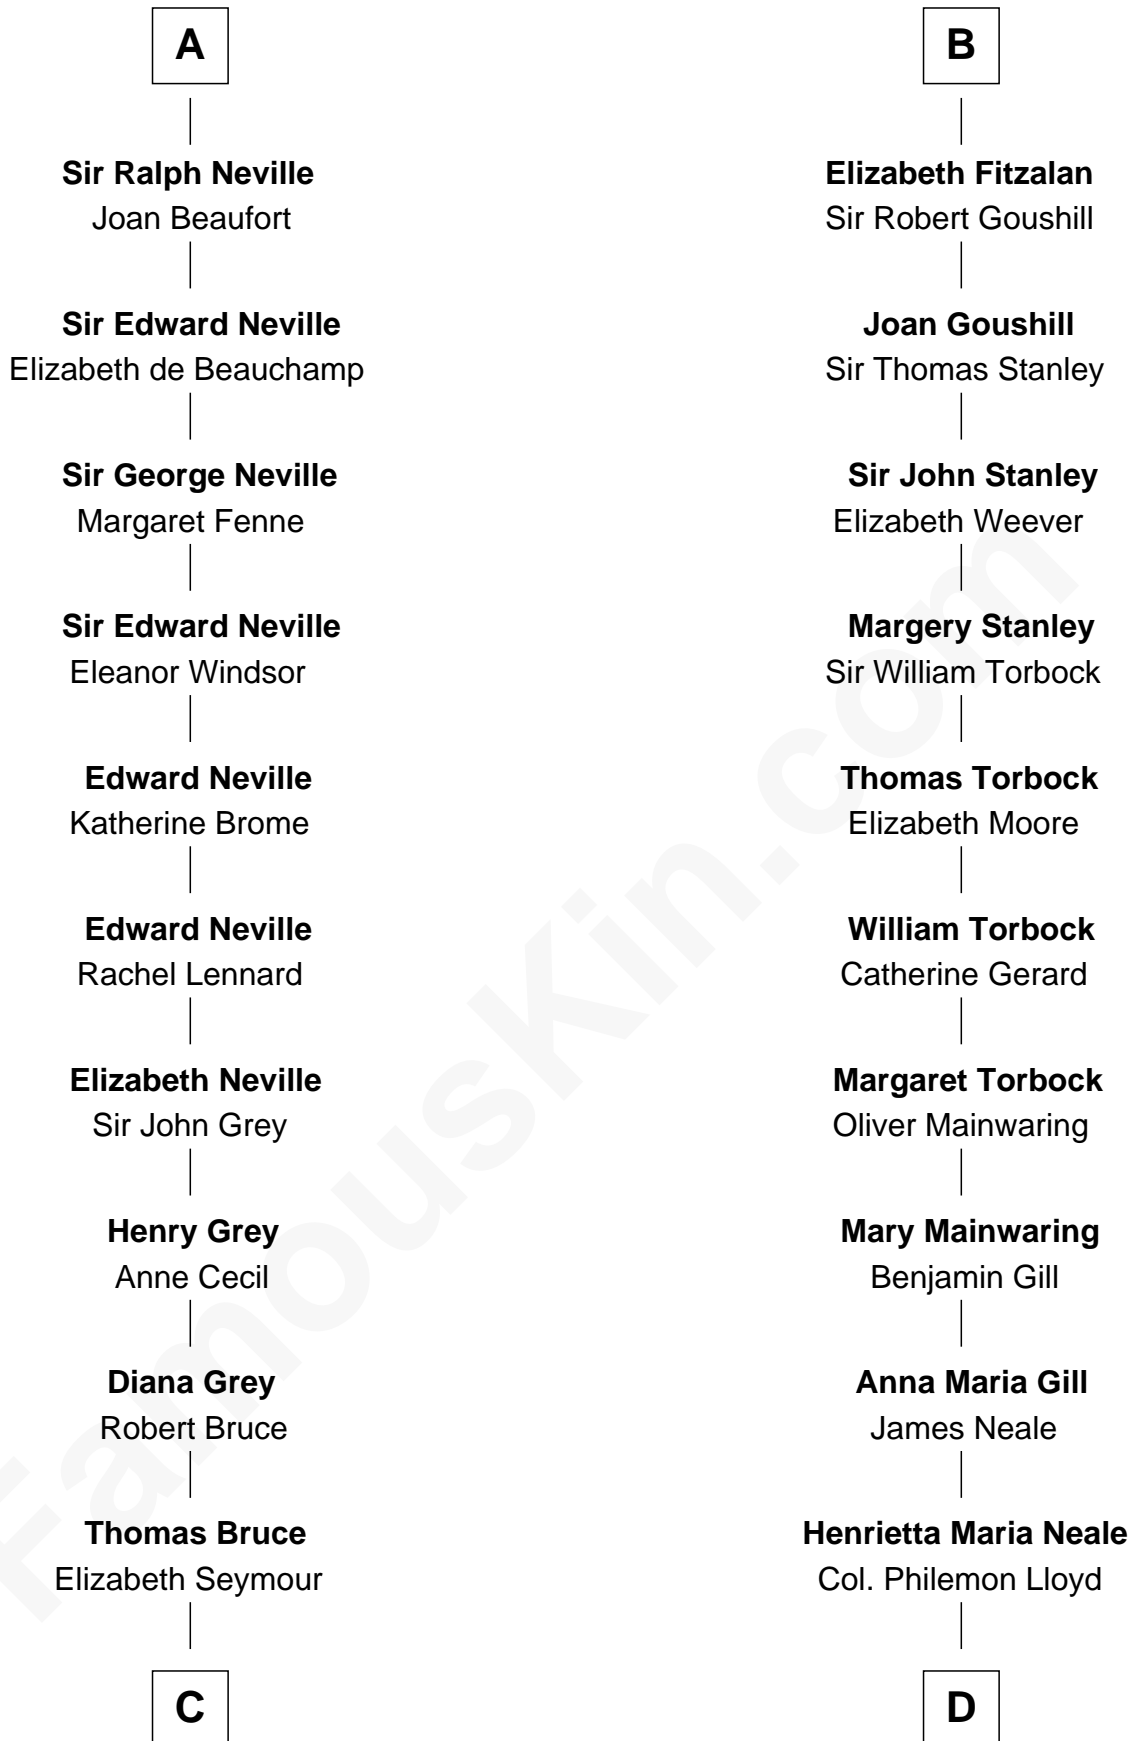 A
Sir Ralph Neville
Joan Beaufort
Sir Edward Neville
Elizabeth de Beauchamp
Sir George Neville
Margaret Fenne
Sir Edward Neville
Eleanor Windsor
Edward Neville
Katherine Brome
Edward Neville
Rachel Lennard
Elizabeth Neville
Sir John Grey
Henry Grey
Anne Cecil
Diana Grey
Robert Bruce
Thomas Bruce
Elizabeth Seymour
C
B
Elizabeth Fitzalan
Sir Robert Goushill
Joan Goushill
Sir Thomas Stanley
Sir John Stanley
Elizabeth Weever
Margery Stanley
Sir William Torbock
Thomas Torbock
Elizabeth Moore
William Torbock
Catherine Gerard
Margaret Torbock
Oliver Mainwaring
Mary Mainwaring
Benjamin Gill
Anna Maria Gill
James Neale
Henrietta Maria Neale
Col. Philemon Lloyd
D
FamousKin.com